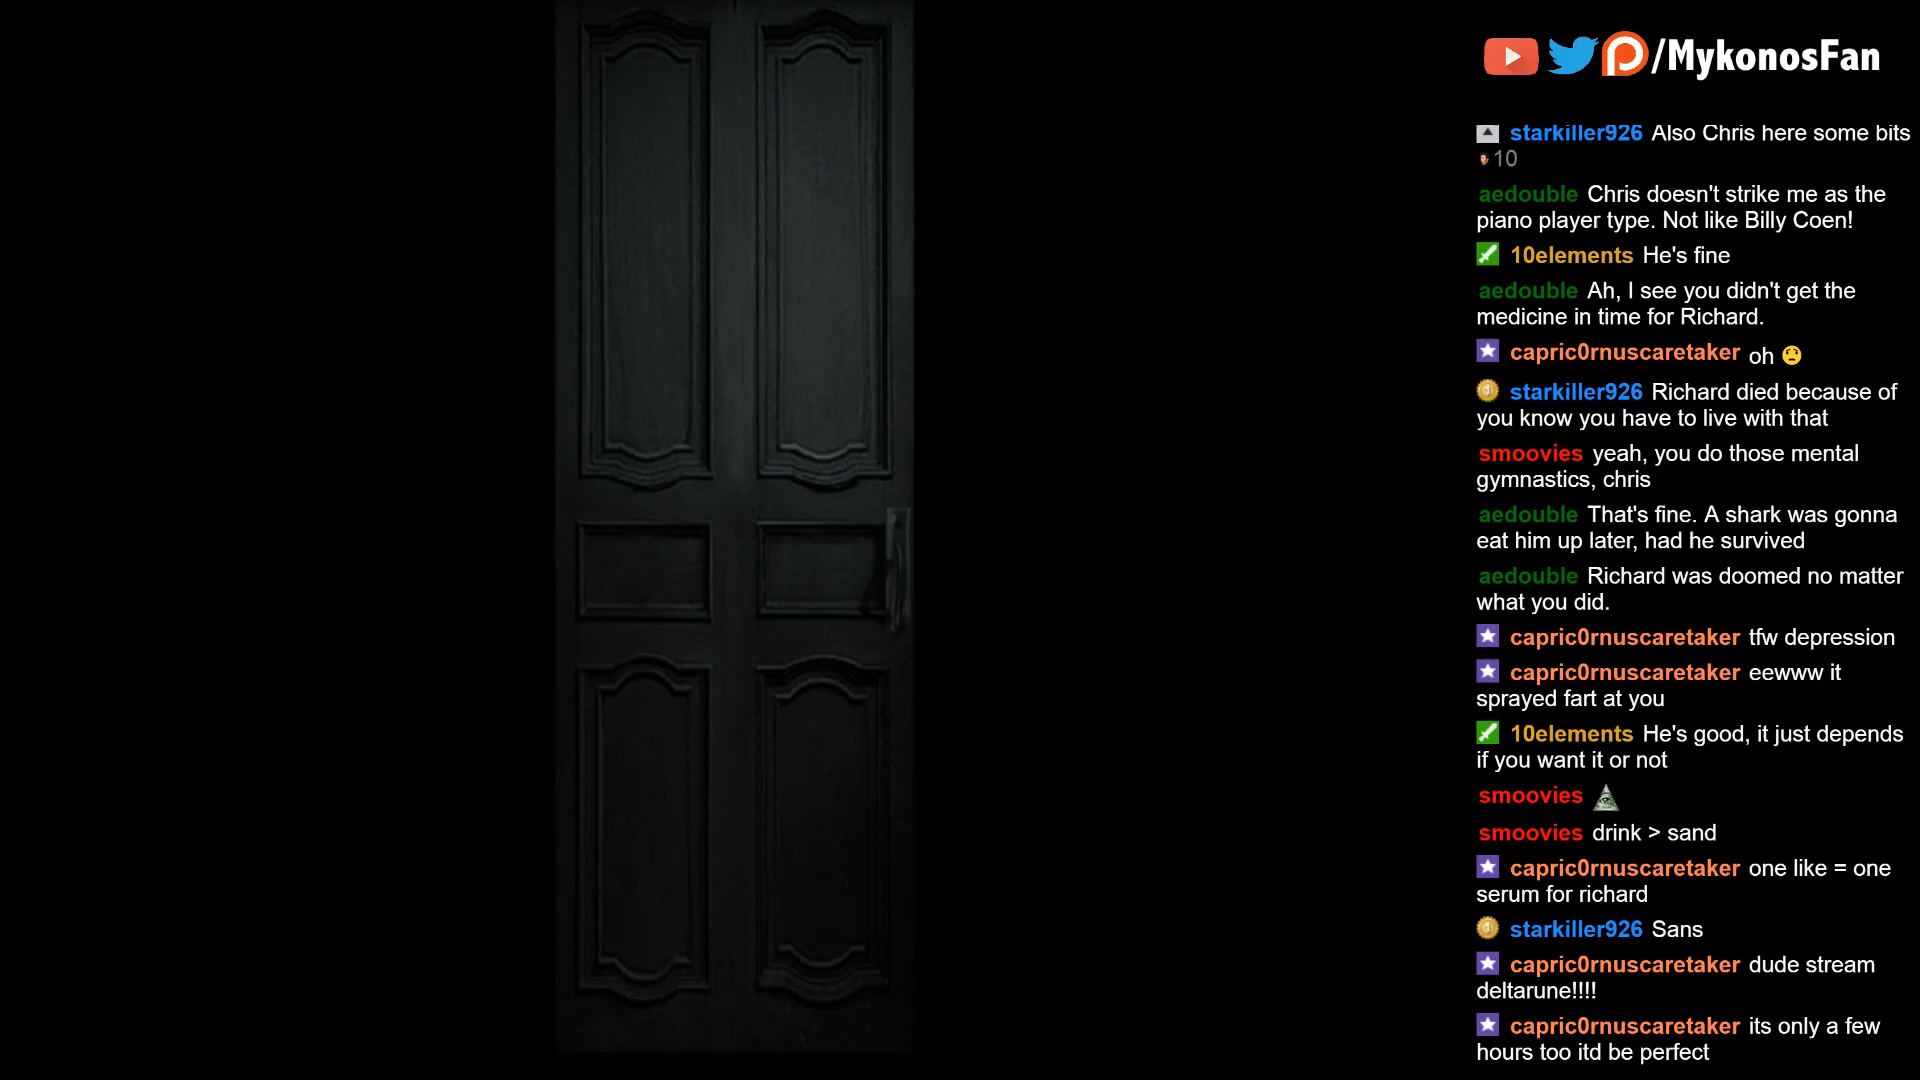 /MykonosFan
starkiller926 Also Chris here some bits
10
aedouble Chris doesn't strike me as the
piano player type. Not like Billy Coen!
10elements He's fine
aedouble Ah, I see you didn't get the
medicine in time for Richard.
capric0rnuscaretaker oh
starkiller926 Richard died because of
you know you have to live with that
smoovies yeah, you do those mental
gymnastics, chris
aedouble That's fine. A shark was gonna
eat him up later, had he survived
aedouble Richard was doomed no matter
what you did.
capric0rnuscaretaker tfw depression
capric0rnuscaretaker eewww it
sprayed fart at you
10elements He's good, it just depends
if you want it or not
smoovies
smoovies drink > sand
capric0rnuscaretaker one like = one
serum for richard
starkiller926 Sans
capric0rnuscaretaker dude stream
deltarune!!!!
capric0rnuscaretaker its only a few
hours too itd be perfect